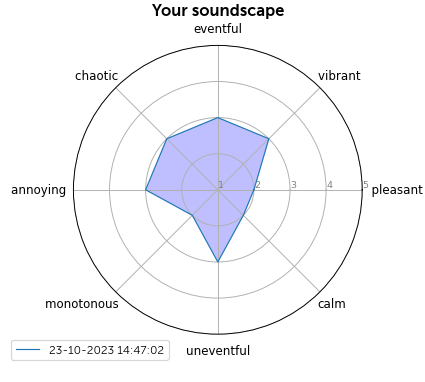 Your soundscape
eventful
chaotic
vibrant
annoying
1
2
3
4
5
pleasant
monotonous
calm
uneventful
23-10-2023 14:47:02